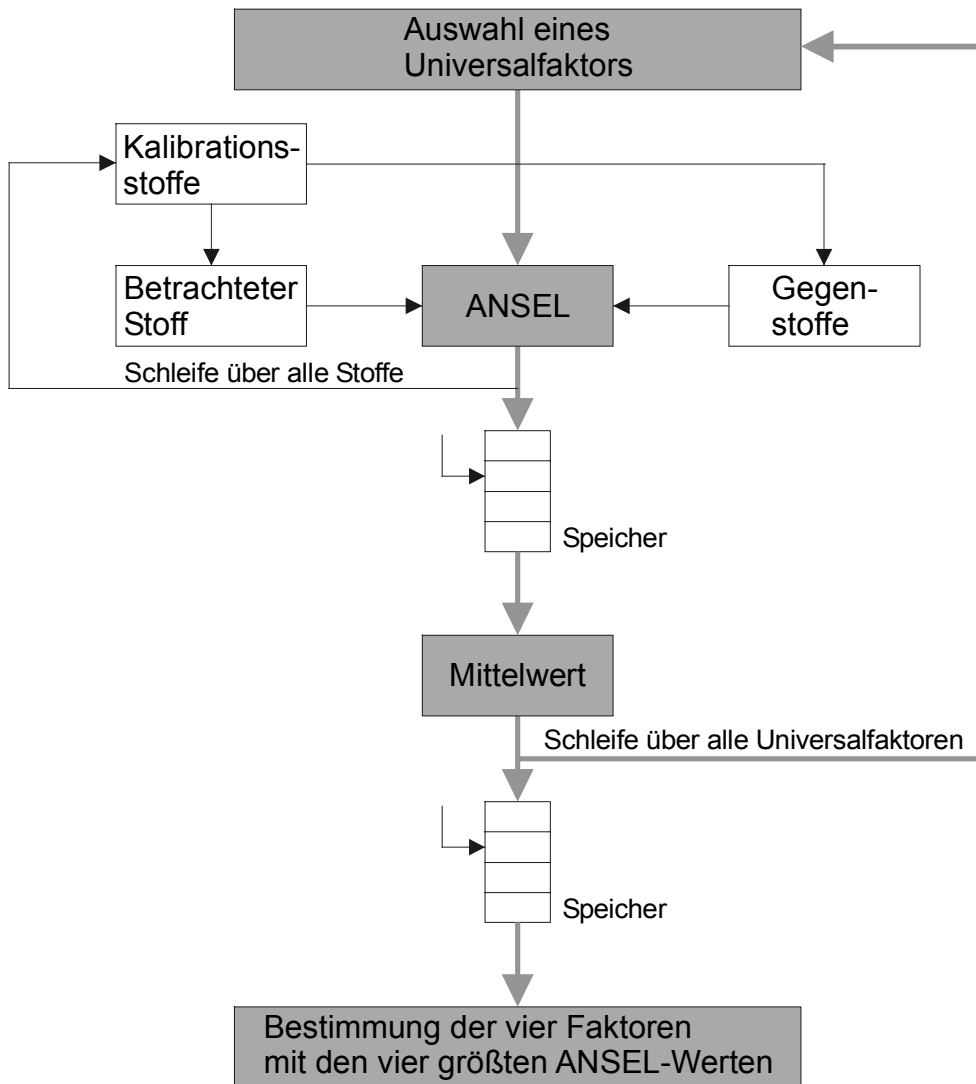 Auswahl eines
Universalfaktors
Kalibrations-
stoffe
Betrachteter
Stoff
ANSEL
Gegen-
stoffe
Schleife über alle Stoffe
Speicher
Mittelwert
Schleife über alle Universalfaktoren
Speicher
Bestimmung der vier Faktoren
mit den vier größten ANSEL-Werten